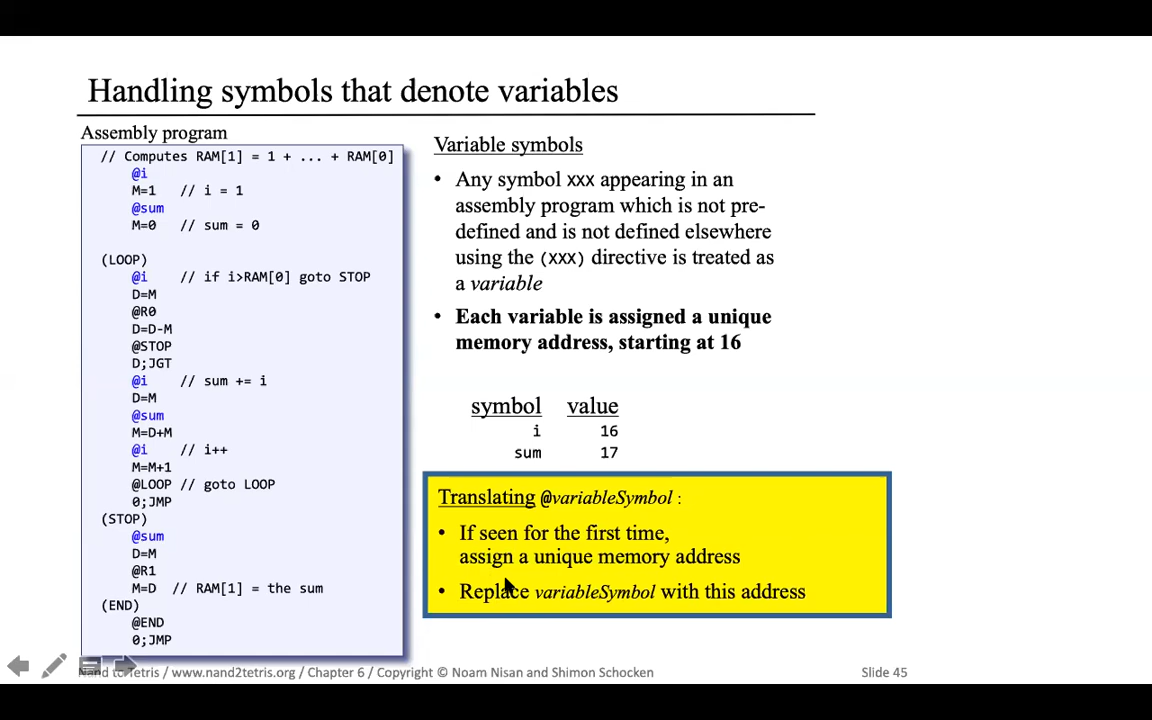 Handling symbols that denote variables
Assembly program
// Computes RAM[1] = 1 + ... + RAM[0]
@i
M=1 // i = 1
@sum
M=0 // sum = 0
(LOOP)
@i // if i>RAM[0] goto STOP
D=M
@R0
D=D-M
@STOP
D;JGT
@i // sum += i
D=M
@sum
M=D+M
@i // i++
M=M+1
@LOOP // goto LOOP
0;JMP
(STOP)
@sum
D=M
@R1
M=D // RAM[1] = the sum
(END)
@END
0;JMP
Variable symbols
• Any symbol xxx appearing in an
assembly program which is not pre-
defined and is not defined elsewhere
using the (xxx) directive is treated as
a variable
• Each variable is assigned a unique
memory address, starting at 16
symbol value
i 16
sum 17
Translating @variableSymbol :
• If seen for the first time,
assign a unique memory address
• Replace variableSymbol with this address
Nand to Tetris / www.nand2tetris.org / Chapter 6 / Copyright © Noam Nisan and Shimon Schocken
Slide 45